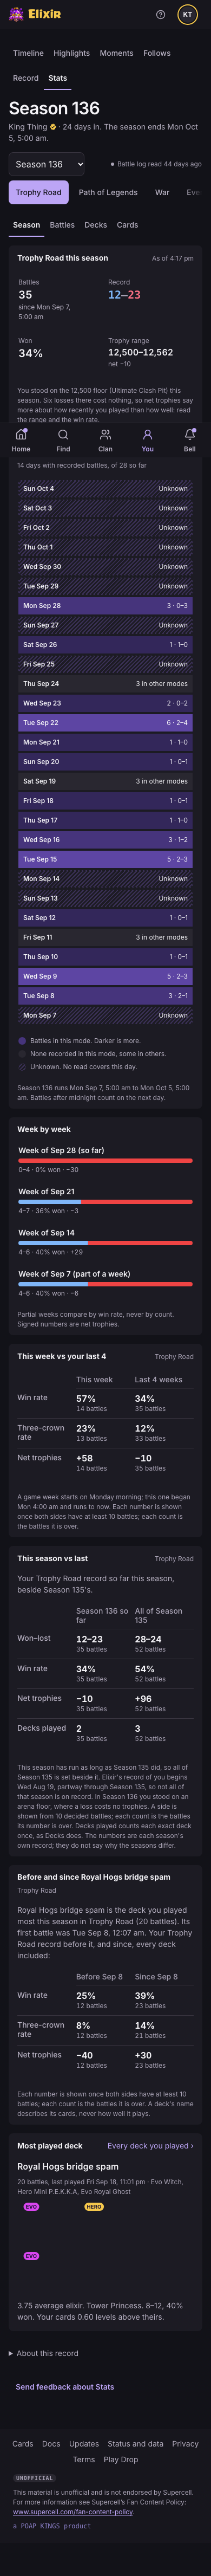 Elixir
KT
Timeline Highlights Moments Follows
Record Stats
Season 136
King Thing · 24 days in. The season ends Mon Oct
5, 5:00 am.
Season 136
Battle log read 44 days ago
Trophy Road Path of Legends War Eve
Season Battles Decks Cards
Trophy Road this season As of 4:17 pm
Battles
35
since Mon Sep 7,
5:00 am
Record
12–23
Won
34%
Trophy range
12,500–12,562
net −10
You stood on the 12,500 floor (Ultimate Clash Pit) this
season. Six losses there cost nothing, so net trophies say
more about how recently you played than how well: read
the range and the win rate.
Home Find Clan You Bell
14 days with recorded battles, of 28 so far
Sun Oct 4 Unknown
Sat Oct 3 Unknown
Fri Oct 2 Unknown
Thu Oct 1 Unknown
Wed Sep 30 Unknown
Tue Sep 29 Unknown
Mon Sep 28 3 · 0–3
Sun Sep 27 Unknown
Sat Sep 26 1 · 1–0
Fri Sep 25 Unknown
Thu Sep 24 3 in other modes
Wed Sep 23 2 · 0–2
Tue Sep 22 6 · 2–4
Mon Sep 21 1 · 1–0
Sun Sep 20 1 · 0–1
Sat Sep 19 3 in other modes
Fri Sep 18 1 · 0–1
Thu Sep 17 1 · 1–0
Wed Sep 16 3 · 1–2
Tue Sep 15 5 · 2–3
Mon Sep 14 Unknown
Sun Sep 13 Unknown
Sat Sep 12 1 · 0–1
Fri Sep 11 3 in other modes
Thu Sep 10 1 · 0–1
Wed Sep 9 5 · 2–3
Tue Sep 8 3 · 2–1
Mon Sep 7 Unknown
Battles in this mode. Darker is more.
None recorded in this mode, some in others.
Unknown. No read covers this day.
Season 136 runs Mon Sep 7, 5:00 am to Mon Oct 5, 5:00
am. Battles after midnight count on the next day.
Week by week
Week of Sep 28 (so far)
0–4 · 0% won · −30
Week of Sep 21
4–7 · 36% won · −3
Week of Sep 14
4–6 · 40% won · +29
Week of Sep 7 (part of a week)
4–6 · 40% won · −6
Partial weeks compare by win rate, never by count.
Signed numbers are net trophies.
This week vs your last 4 Trophy Road
This week Last 4 weeks
Win rate 57% 34%
14 battles 35 battles
Three-crown rate 23% 12%
13 battles 33 battles
Net trophies +58 −10
14 battles 35 battles
A game week starts on Monday morning; this one began
Mon 4:00 am and runs to now. Each number is shown
once both sides have at least 10 battles; each count is
the battles it is over.
This season vs last Trophy Road
Your Trophy Road record so far this season,
beside Season 135's.
Season 136 so far All of Season 135
Won–lost 12–23 28–24
35 battles 52 battles
Win rate 34% 54%
35 battles 52 battles
Net trophies −10 +96
35 battles 52 battles
Decks played 2 3
35 battles 52 battles
This season has run as long as Season 135 did, so all of
Season 135 is set beside it. Elixir's record of you begins
Wed Aug 19, partway through Season 135, so not all of
that season is on record. In Season 136 you stood on an
arena floor, where a loss costs no trophies. A side is
shown from 10 decided battles; each count is the battles
its number is over. Decks played counts each exact deck
once, as Decks does. The numbers are each season's
own record; they do not say why the seasons differ.
Before and since Royal Hogs bridge spam
Trophy Road
Royal Hogs bridge spam is the deck you played
most this season in Trophy Road (20 battles). Its
first battle was Tue Sep 8, 12:07 am. Your Trophy
Road record before it, and since, every deck
included:
Before Sep 8 Since Sep 8
Win rate 25% 39%
12 battles 23 battles
Three-crown rate 8% 14%
12 battles 21 battles
Net trophies −40 +30
12 battles 23 battles
Each number is shown once both sides have at least 10
battles; each count is the battles it is over. A deck's name
describes its cards, never how well it plays.
Most played deck Every deck you played ›
Royal Hogs bridge spam
20 battles, last played Fri Sep 18, 11:01 pm · Evo Witch,
Hero Mini P.E.K.K.A, Evo Royal Ghost
EVO HERO
EVO
3.75 average elixir. Tower Princess. 8–12, 40%
won. Your cards 0.60 levels above theirs.
About this record
Send feedback about Stats
Cards Docs Updates Status and data Privacy
Terms Play Drop
UNOFFICIAL
This material is unofficial and is not endorsed by Supercell.
For more information see Supercell's Fan Content Policy:
www.supercell.com/fan-content-policy.
a POAP KINGS product